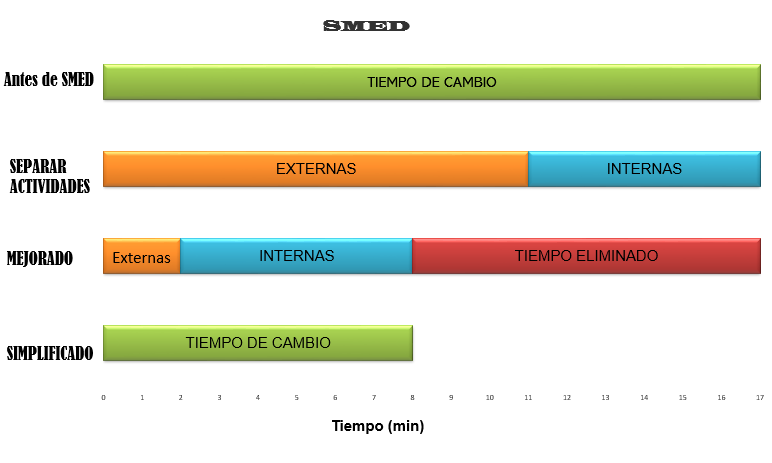 SMED
Antes de SMED
TIEMPO DE CAMBIO
SEPARAR
ACTIVIDADES
EXTERNAS
INTERNAS
MEJORADO
Externas
INTERNAS
TIEMPO ELIMINADO
SIMPLIFICADO
TIEMPO DE CAMBIO
0 1 2 3 4 5 6 7 8 9 10 11 12 13 14 15 16 17
Tiempo (min)